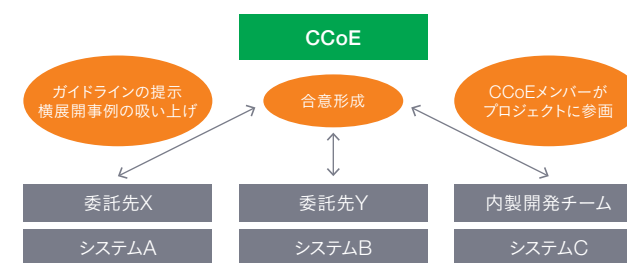 CCoE
ガイドラインの提示
横展開事例の吸い上げ
合意形成
CCoEメンバーが
プロジェクトに参画
委託先X
委託先Y
内製開発チーム
システムA
システムB
システムC